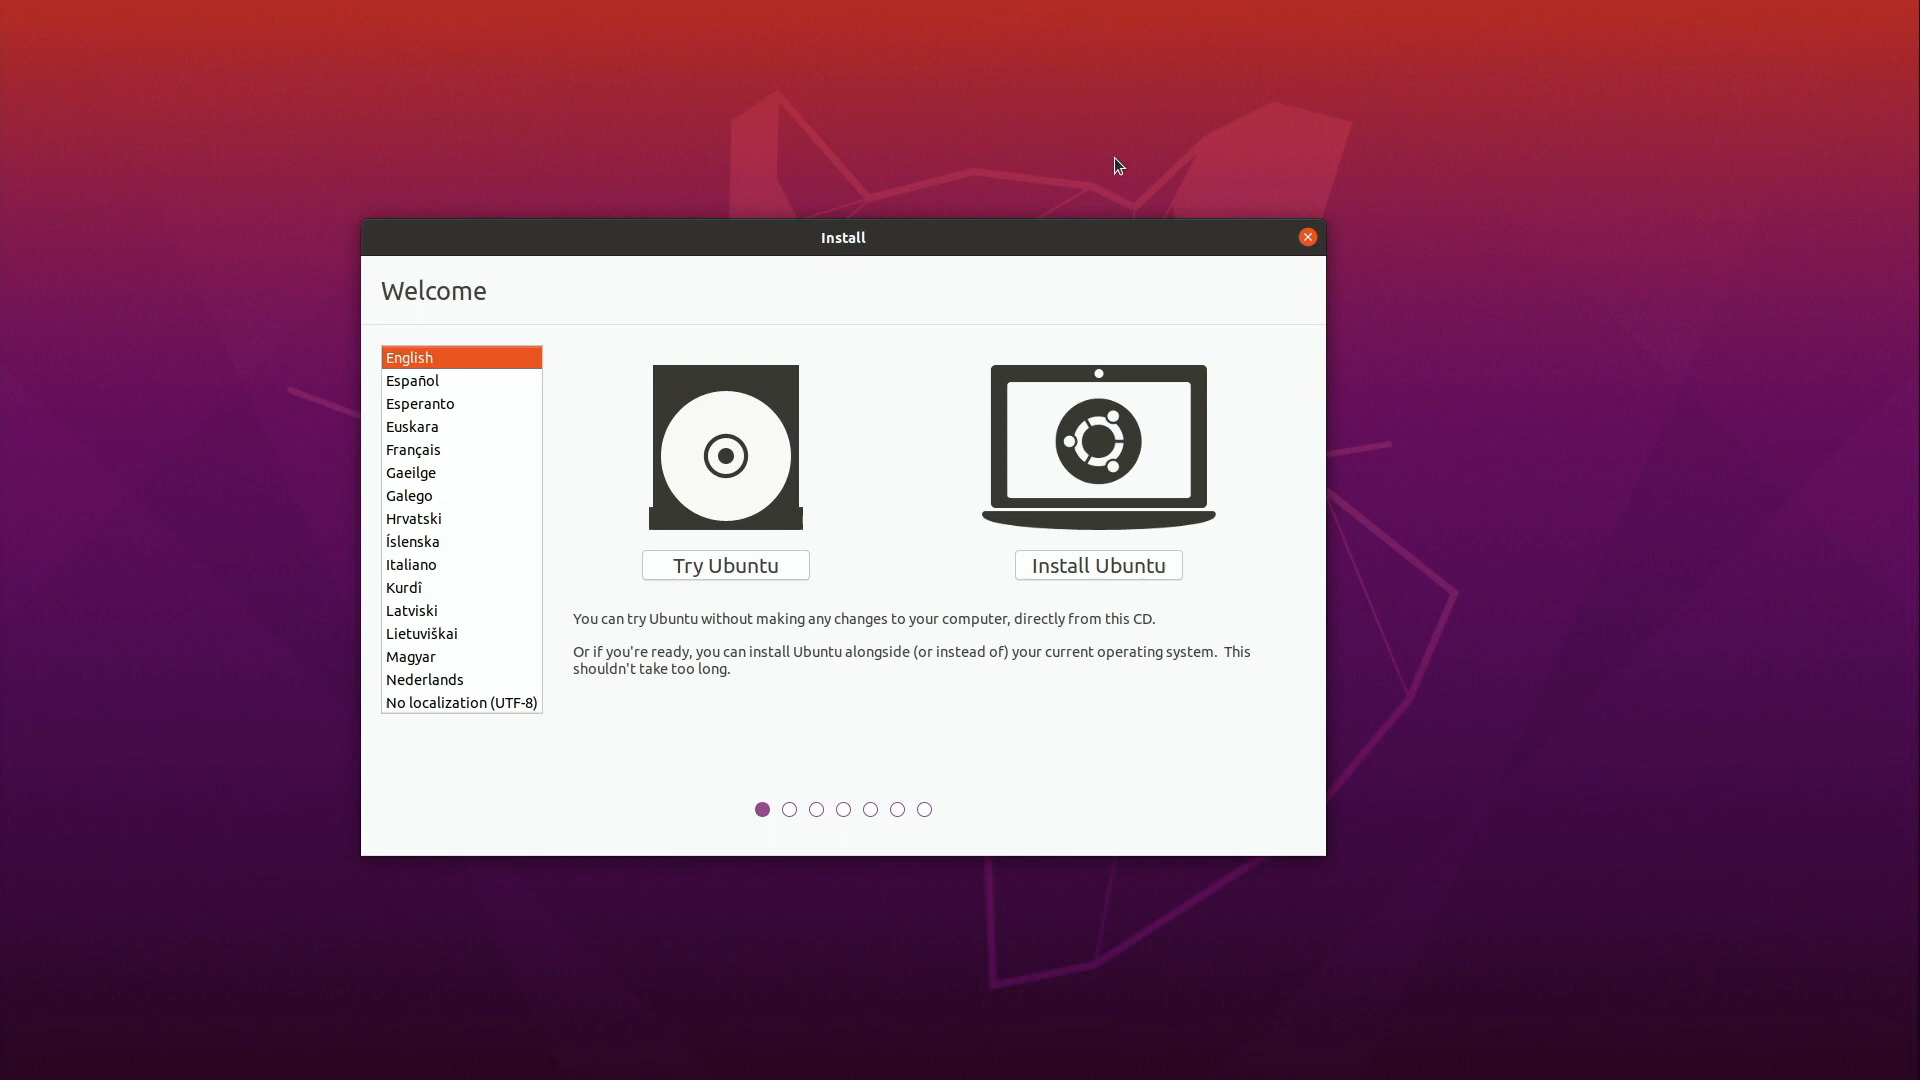 Install
Welcome
English
Español
Esperanto
Euskara
Français
Gaeilge
Galego
Hrvatski
Íslenska
Italiano
Kurdî
Latviski
Lietuviškai
Magyar
Nederlands
No localization (UTF-8)
Try Ubuntu
Install Ubuntu
You can try Ubuntu without making any changes to your computer, directly from this CD.
Or if you're ready, you can install Ubuntu alongside (or instead of) your current operating system.  This
shouldn't take too long.